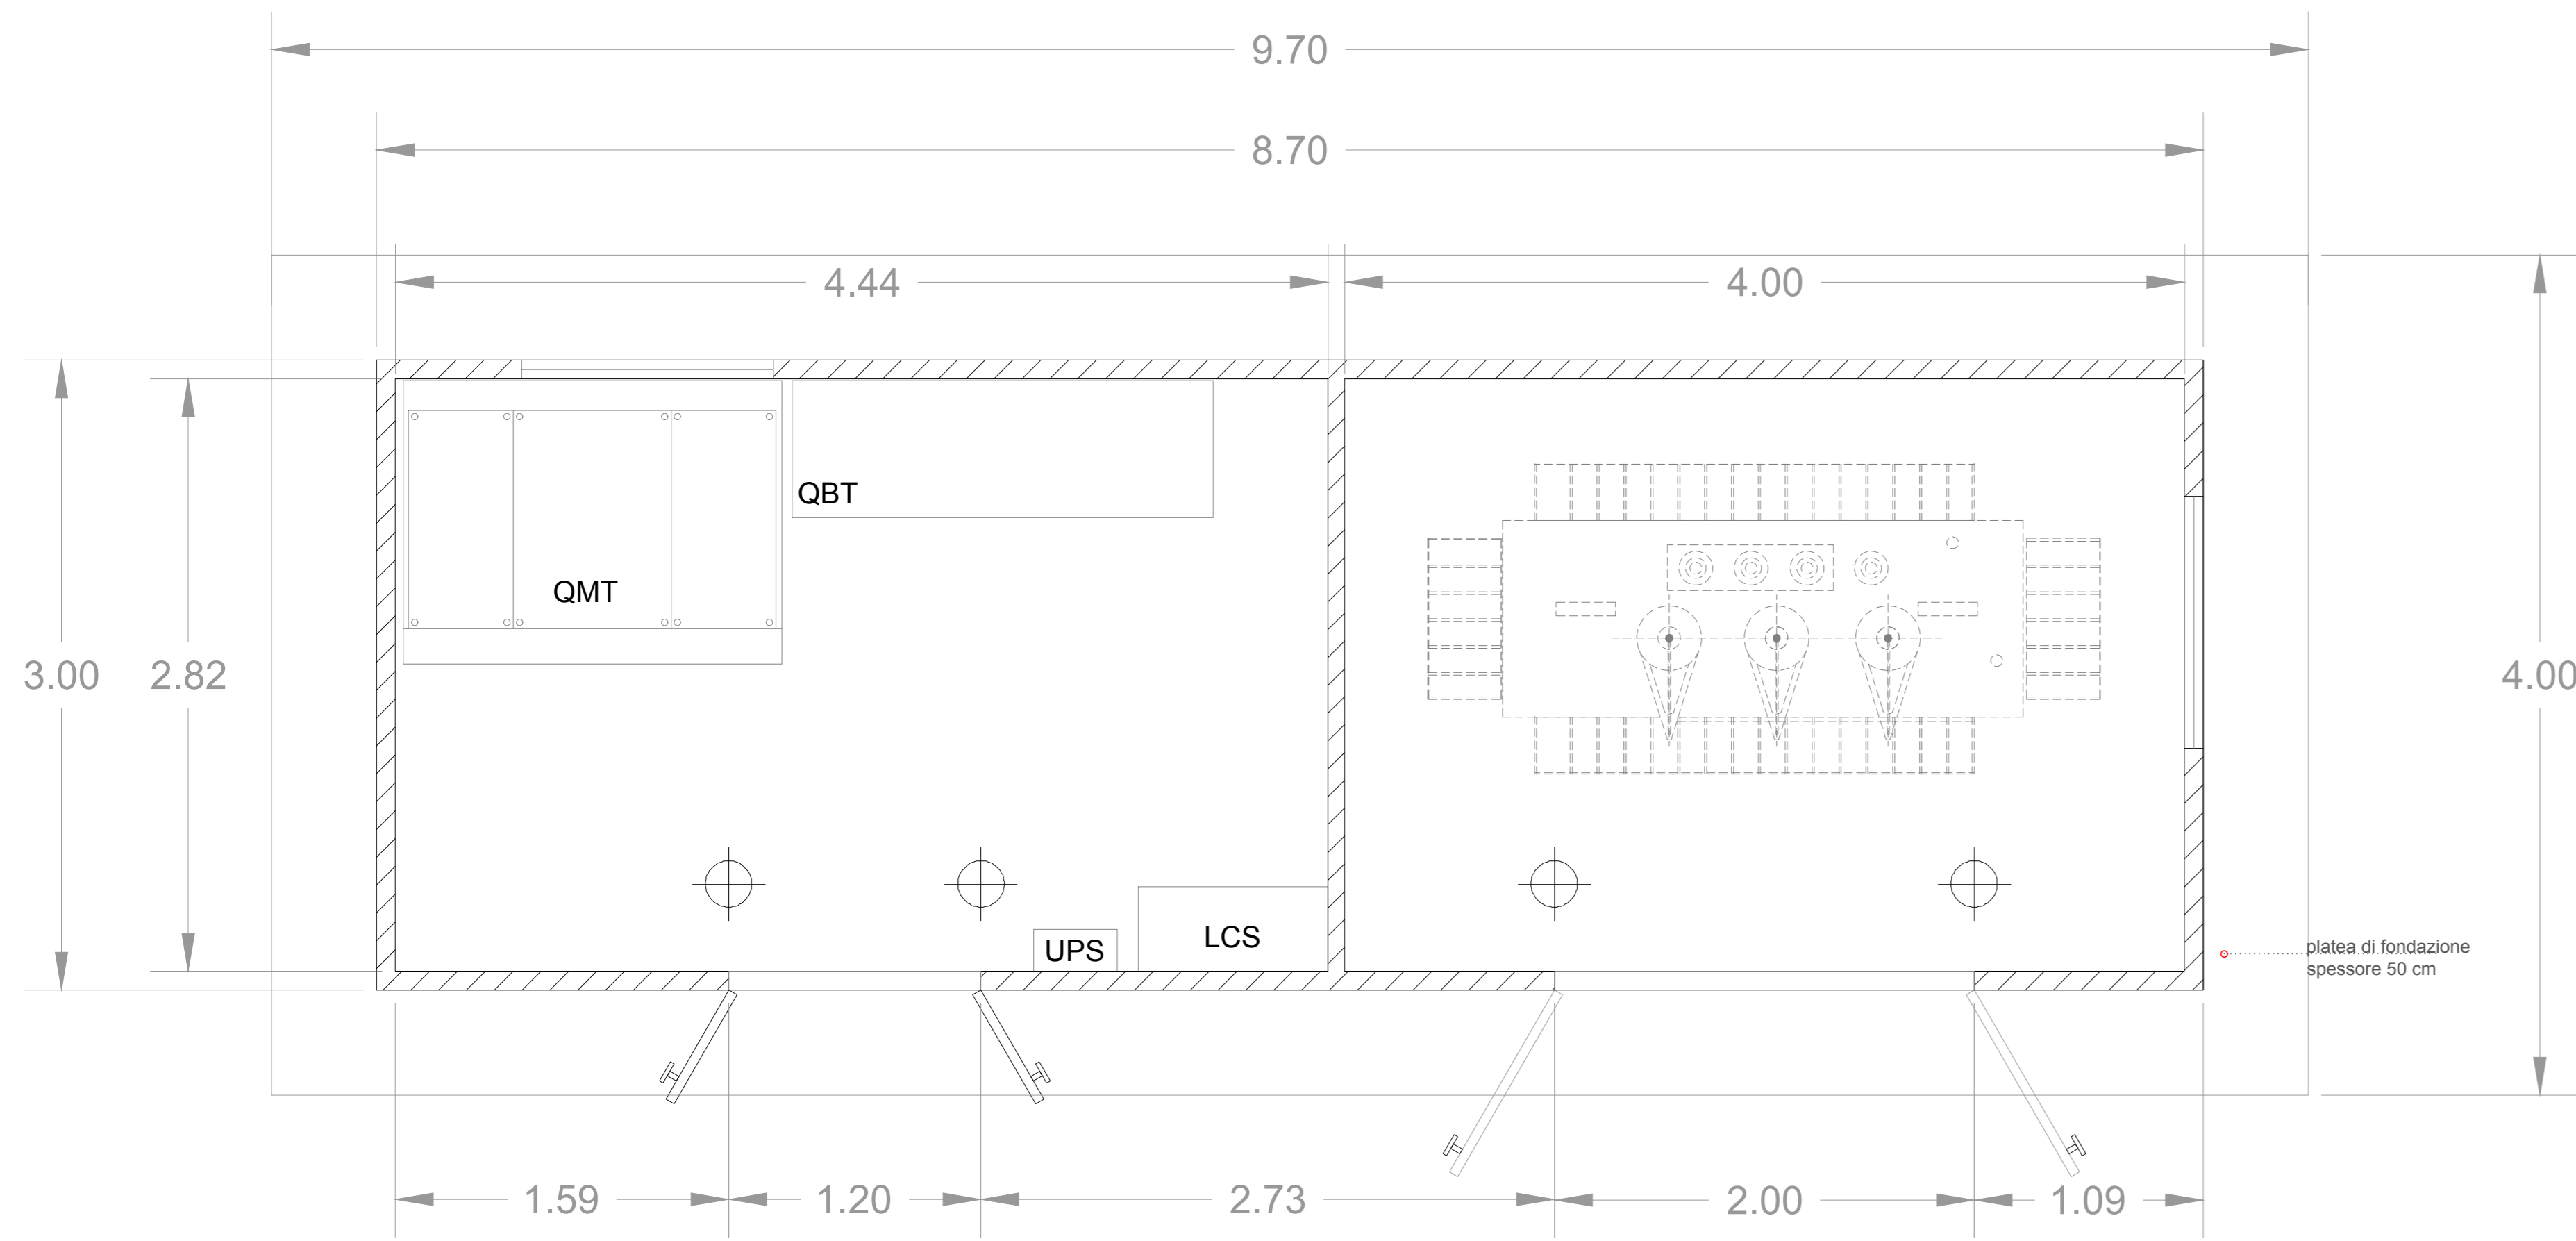 9.70
8.70
4.44
4.00
QBT
QMT
3.00
2.82
4.00
UPS
LCS
platea di fondazione
spessore 50 cm
1.59
1.20
2.73
2.00
1.09